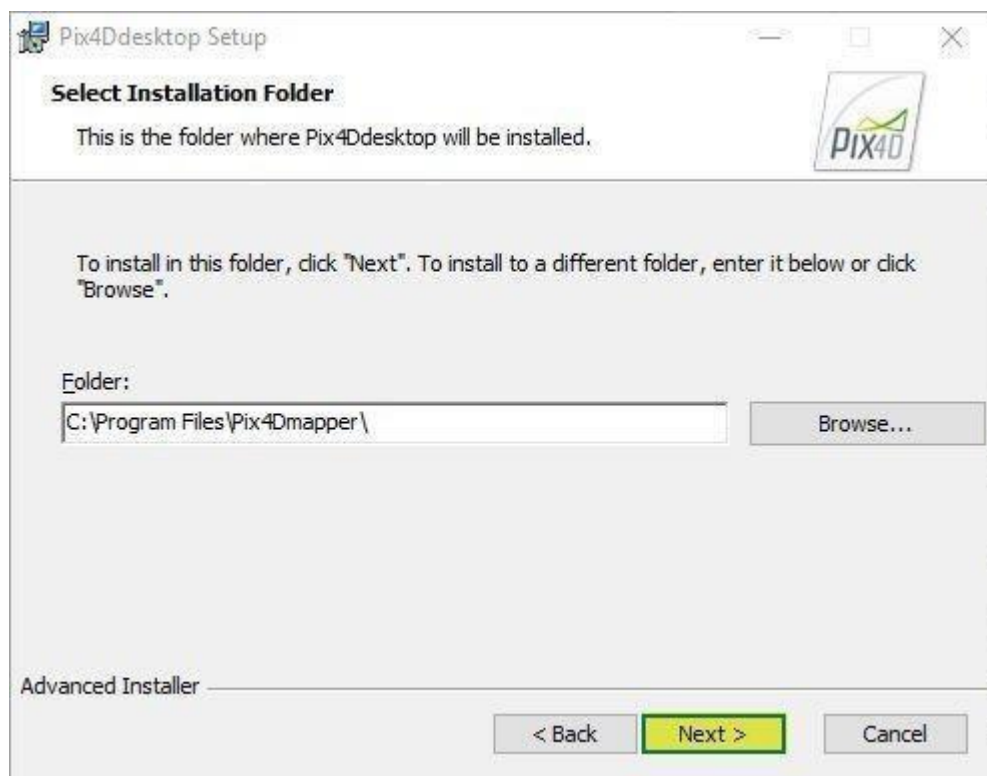 Pix4Ddesktop Setup
Select Installation Folder
This is the folder where Pix4Ddesktop will be installed.
PIX4D
To install in this folder, click "Next". To install to a different folder, enter it below or click
"Browse".
Folder:
C:\Program Files\Pix4Dmapper\
Browse...
Advanced Installer
< Back
Next >
Cancel